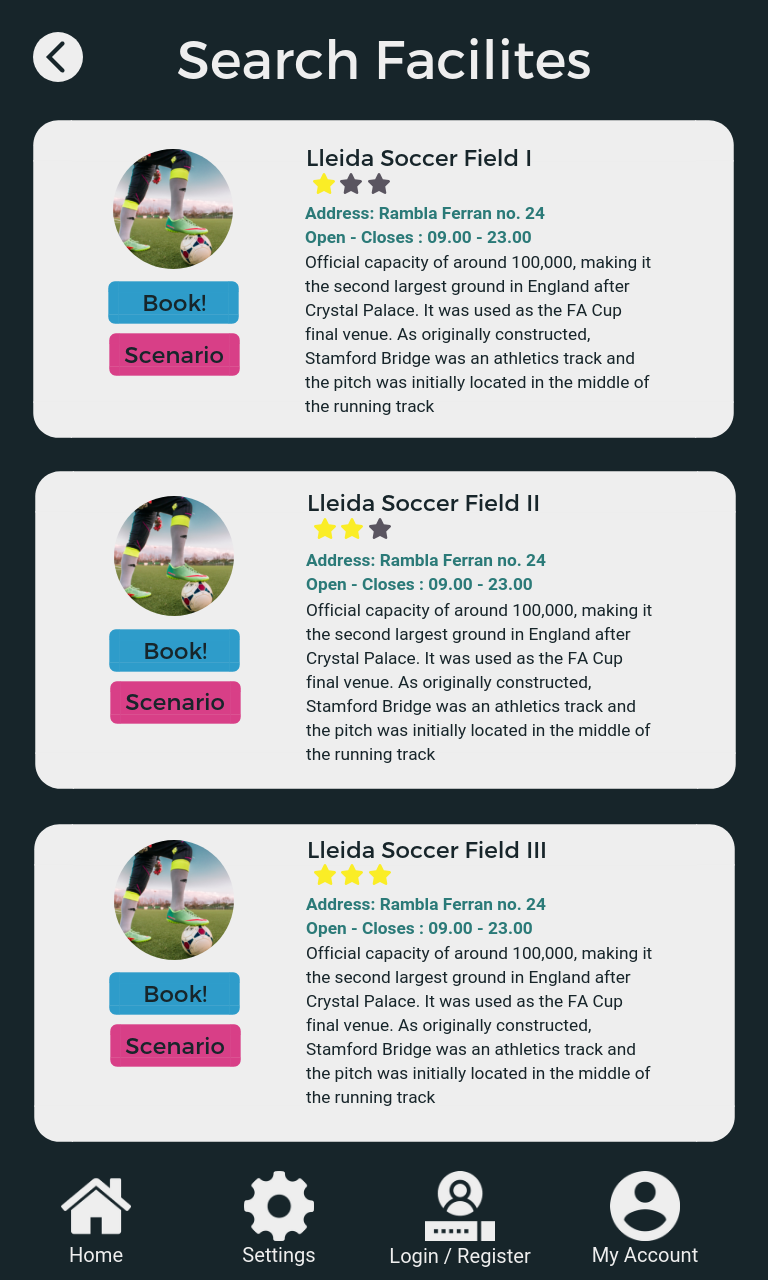 Search Facilites
Lleida Soccer Field I
Address: Rambla Ferran no. 24
Open - Closes : 09.00 - 23.00
Official capacity of around 100,000, making it
the second largest ground in England after
Crystal Palace. It was used as the FA Cup
final venue. As originally constructed,
Stamford Bridge was an athletics track and
the pitch was initially located in the middle of
the running track
Book!
Scenario
Lleida Soccer Field II
Address: Rambla Ferran no. 24
Open - Closes : 09.00 - 23.00
Official capacity of around 100,000, making it
the second largest ground in England after
Crystal Palace. It was used as the FA Cup
final venue. As originally constructed,
Stamford Bridge was an athletics track and
the pitch was initially located in the middle of
the running track
Book!
Scenario
Lleida Soccer Field III
Address: Rambla Ferran no. 24
Open - Closes : 09.00 - 23.00
Official capacity of around 100,000, making it
the second largest ground in England after
Crystal Palace. It was used as the FA Cup
final venue. As originally constructed,
Stamford Bridge was an athletics track and
the pitch was initially located in the middle of
the running track
Book!
Scenario
Home
Settings
Login / Register
My Account